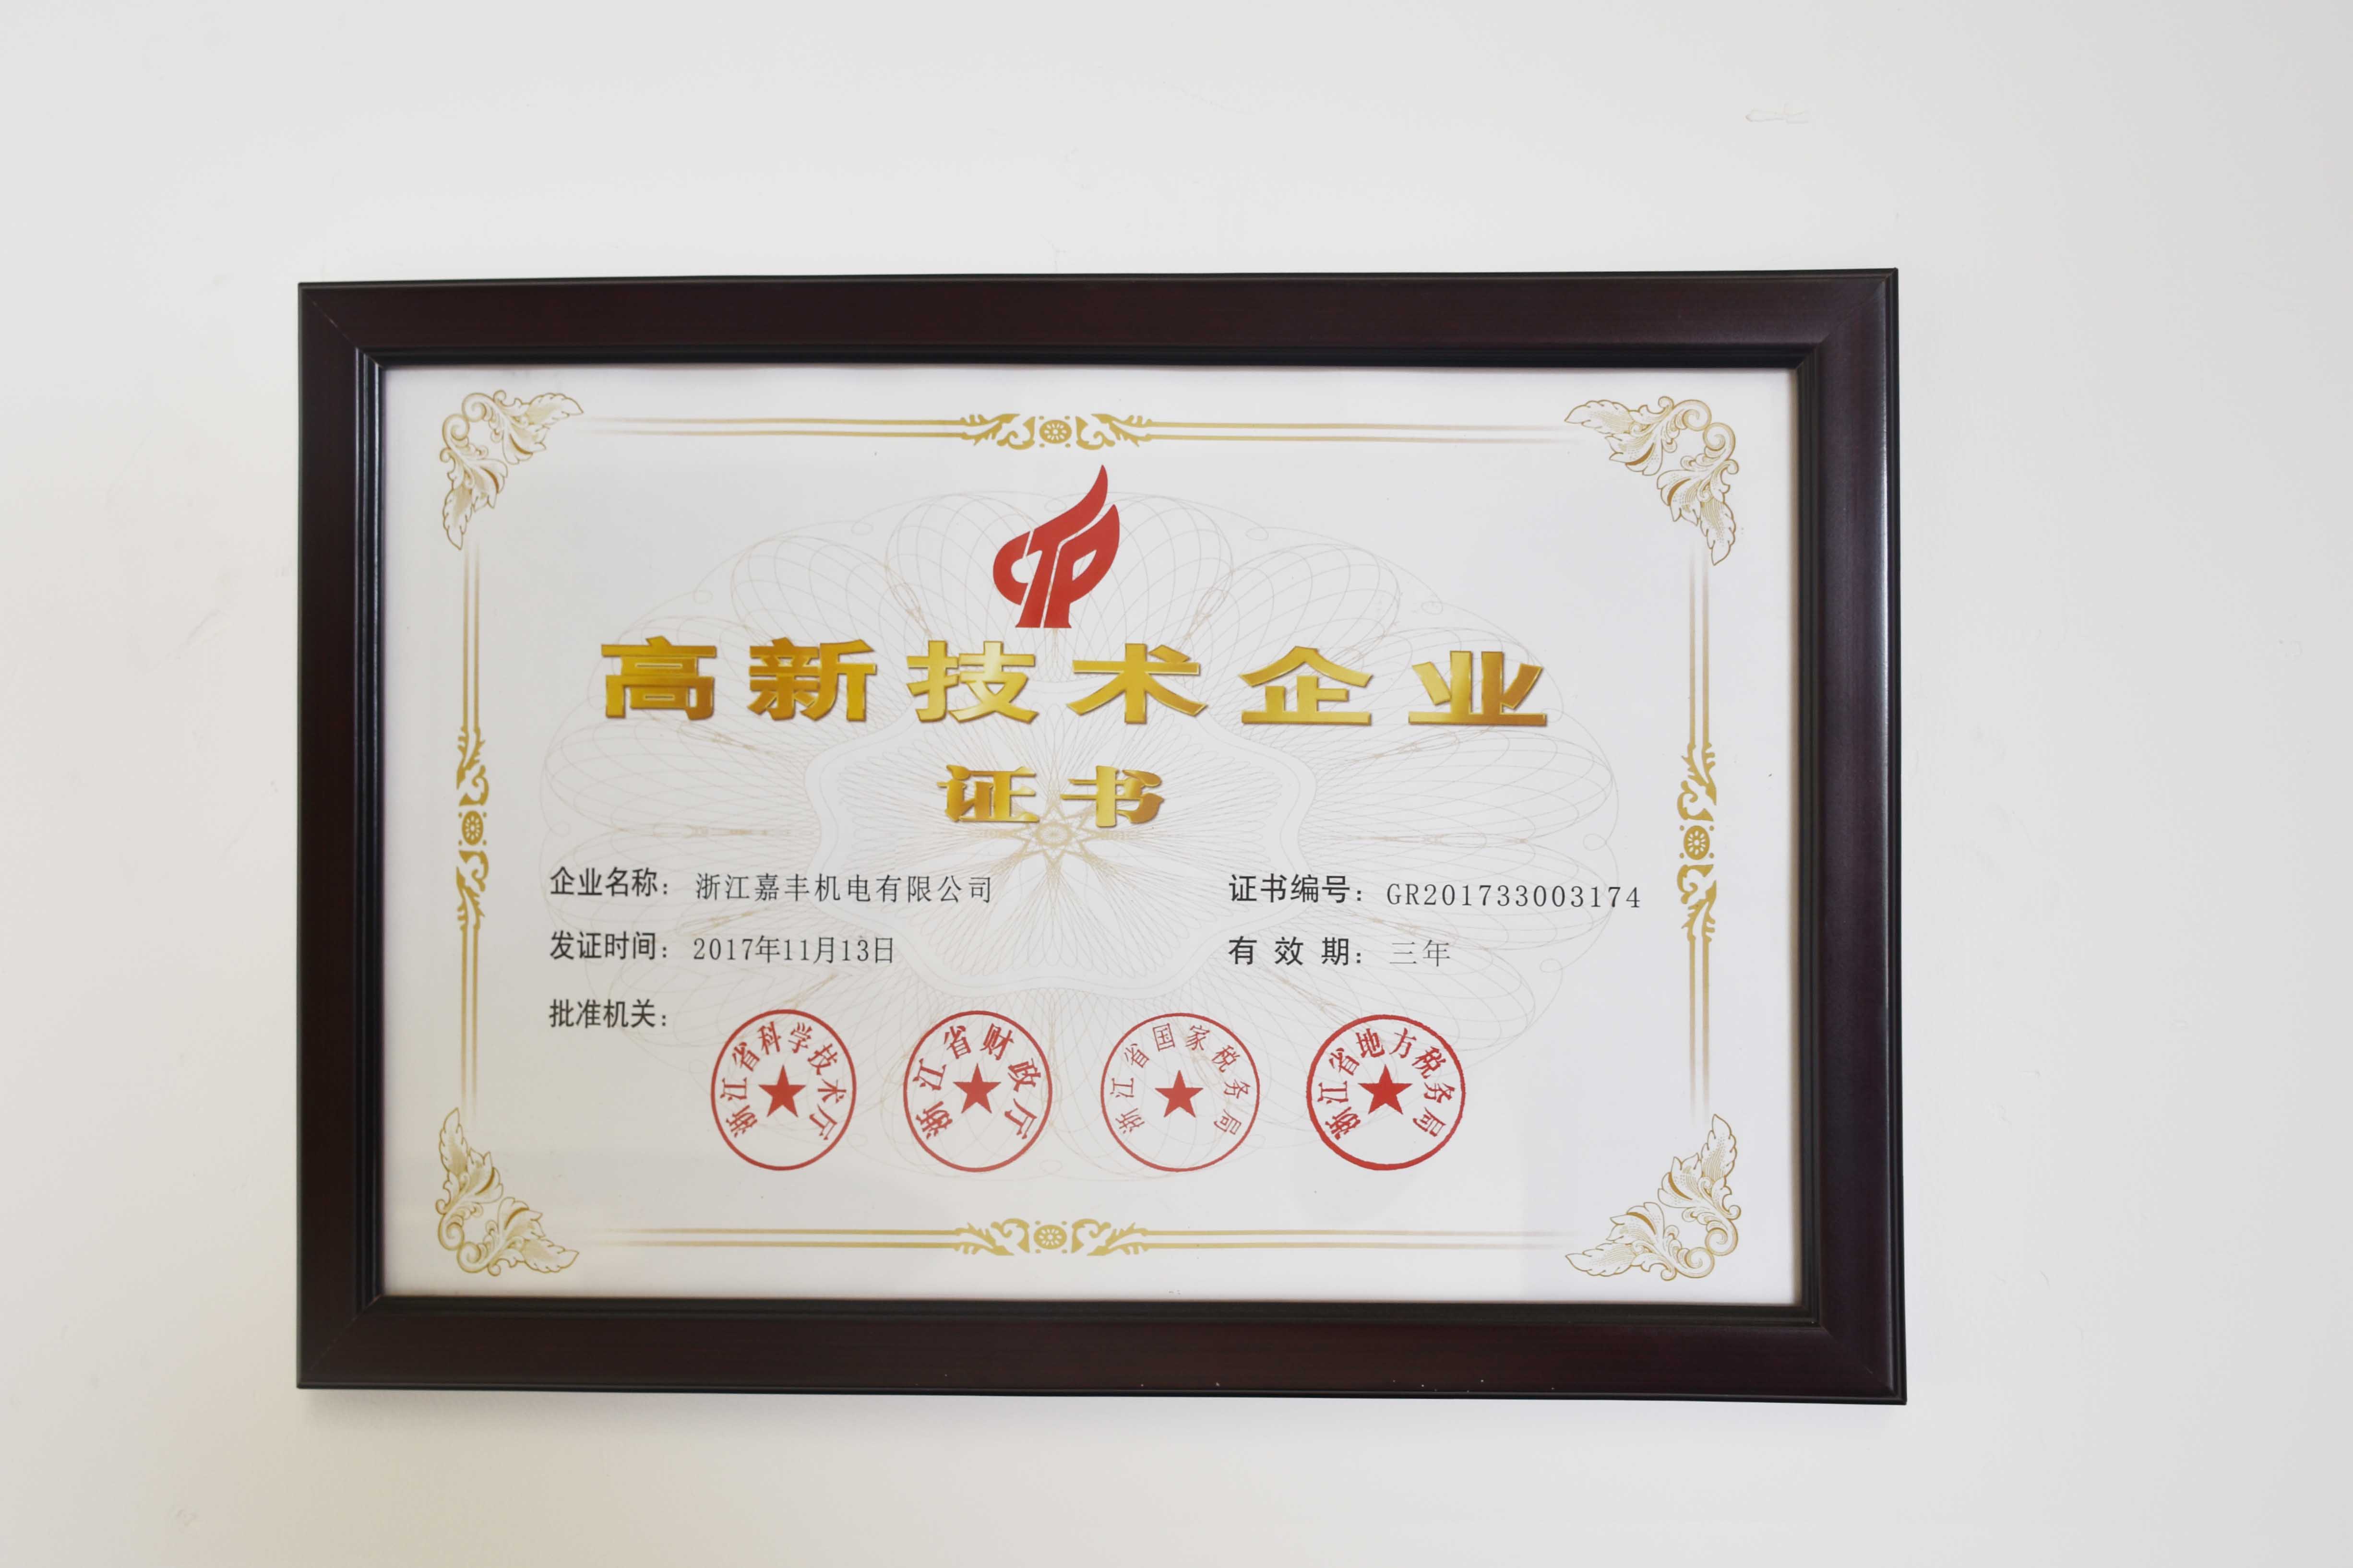 CTP
高新技术企业
证书
企业名称：浙江嘉丰机电有限公司
证书编号：GR201733003174
发证时间：2017年11月13日
有效期：三年
批准机关：
浙江省科学技术厅
浙江省财政厅
浙江省国家税务局
浙江省地方税务局